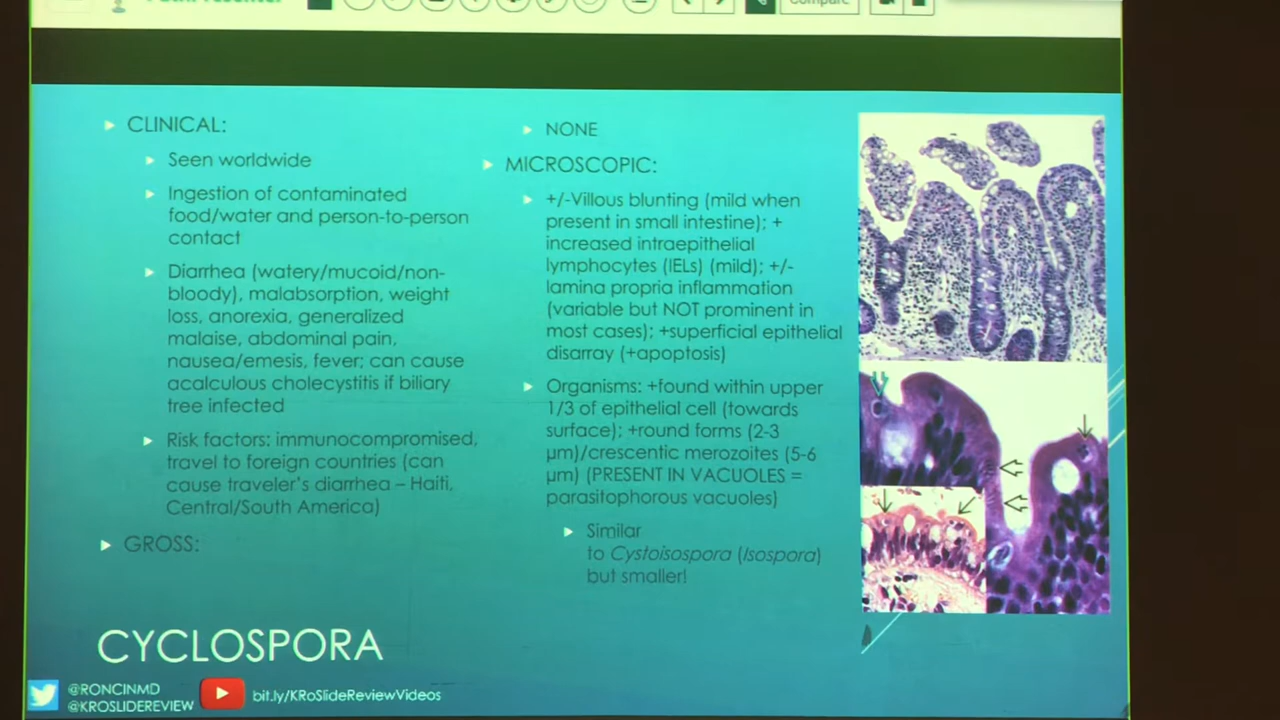 Compare
CLINICAL:
Seen worldwide
Ingestion of contaminated
food/water and person-to-person
contact
Diarrhea (watery/mucoid/non-
bloody), malabsorption, weight
loss, anorexia, generalized
malaise, abdominal pain,
nausea/emesis, fever; can cause
acalculous cholecystitis if biliary
tree infected
Risk factors: immunocompromised,
travel to foreign countries (can
cause traveler's diarrhea – Haiti,
Central/South America)
GROSS:
NONE
MICROSCOPIC:
+/-Villous blunting (mild when
present in small intestine); +
increased intraepithelial
lymphocytes (IELs) (mild); +/-
lamina propria inflammation
(variable but NOT prominent in
most cases); +superficial epithelial
disarray (+apoptosis)
Organisms: +found within upper
1/3 of epithelial cell (towards
surface); +round forms (2-3
µm)/crescentic merozoites (5-6
µm) (PRESENT IN VACUOLES =
parasitophorous vacuoles)
Similar
to Cystoisospora (Isospora)
but smaller!
CYCLOSPORA
@RONCINMD
@KROSLIDEREVIEW
bit.ly/KRoSlideReviewVideos